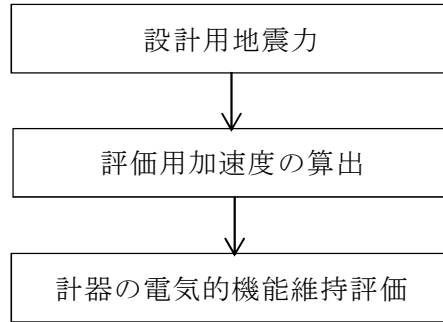 設計用地震力
評価用加速度の算出
計器の電気的機能維持評価